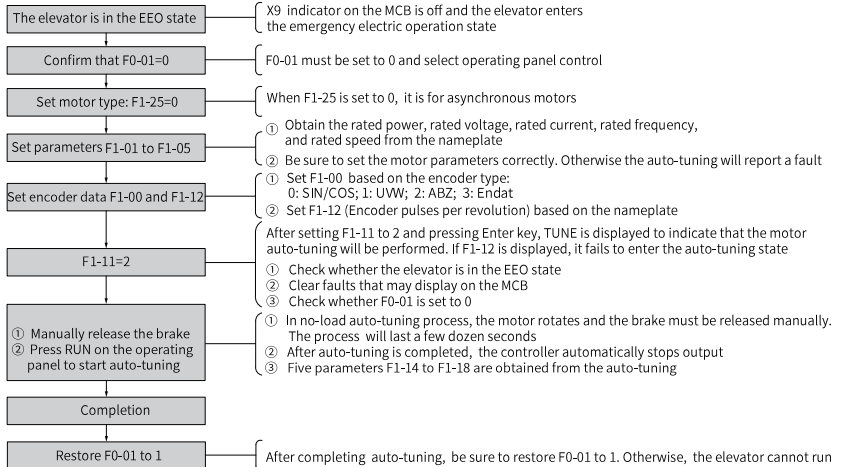 The elevator is in the EEO state
X9 indicator on the MCB is off and the elevator enters
the emergency electric operation state
Confirm that F0-01=0
F0-01 must be set to 0 and select operating panel control
Set motor type: F1-25=0
When F1-25 is set to 0, it is for asynchronous motors
Set parameters F1-01 to F1-05
① Obtain the rated power, rated voltage, rated current, rated frequency,
and rated speed from the nameplate
② Be sure to set the motor parameters correctly. Otherwise the auto-tuning will report a fault
Set encoder data F1-00 and F1-12
① Set F1-00 based on the encoder type:
0: SIN/COS; 1: UVW; 2: ABZ; 3: Endat
② Set F1-12 (Encoder pulses per revolution) based on the nameplate
F1-11=2
After setting F1-11 to 2 and pressing Enter key, TUNE is displayed to indicate that the motor
auto-tuning will be performed. If F1-12 is displayed, it fails to enter the auto-tuning state
① Check whether the elevator is in the EEO state
② Clear faults that may display on the MCB
③ Check whether F0-01 is set to 0
① Manually release the brake
② Press RUN on the operating
panel to start auto-tuning
① In no-load auto-tuning process, the motor rotates and the brake must be released manually.
The process will last a few dozen seconds
② After auto-tuning is completed, the controller automatically stops output
③ Five parameters F1-14 to F1-18 are obtained from the auto-tuning
Completion
Restore F0-01 to 1
After completing auto-tuning, be sure to restore F0-01 to 1. Otherwise, the elevator cannot run